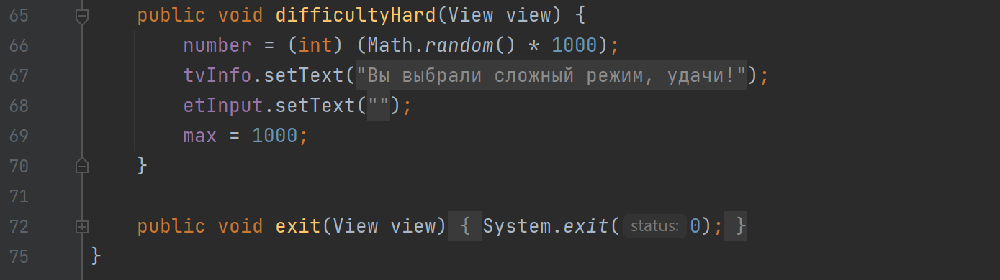 65 public void difficultyHard(View view) {
66 number = (int) (Math.random() * 1000);
67 tvInfo.setText("Вы выбрали сложный режим, удачи!");
68 etInput.setText("");
69 max = 1000;
70 }
71
72 public void exit(View view) { System.exit( status: 0); }
75 }